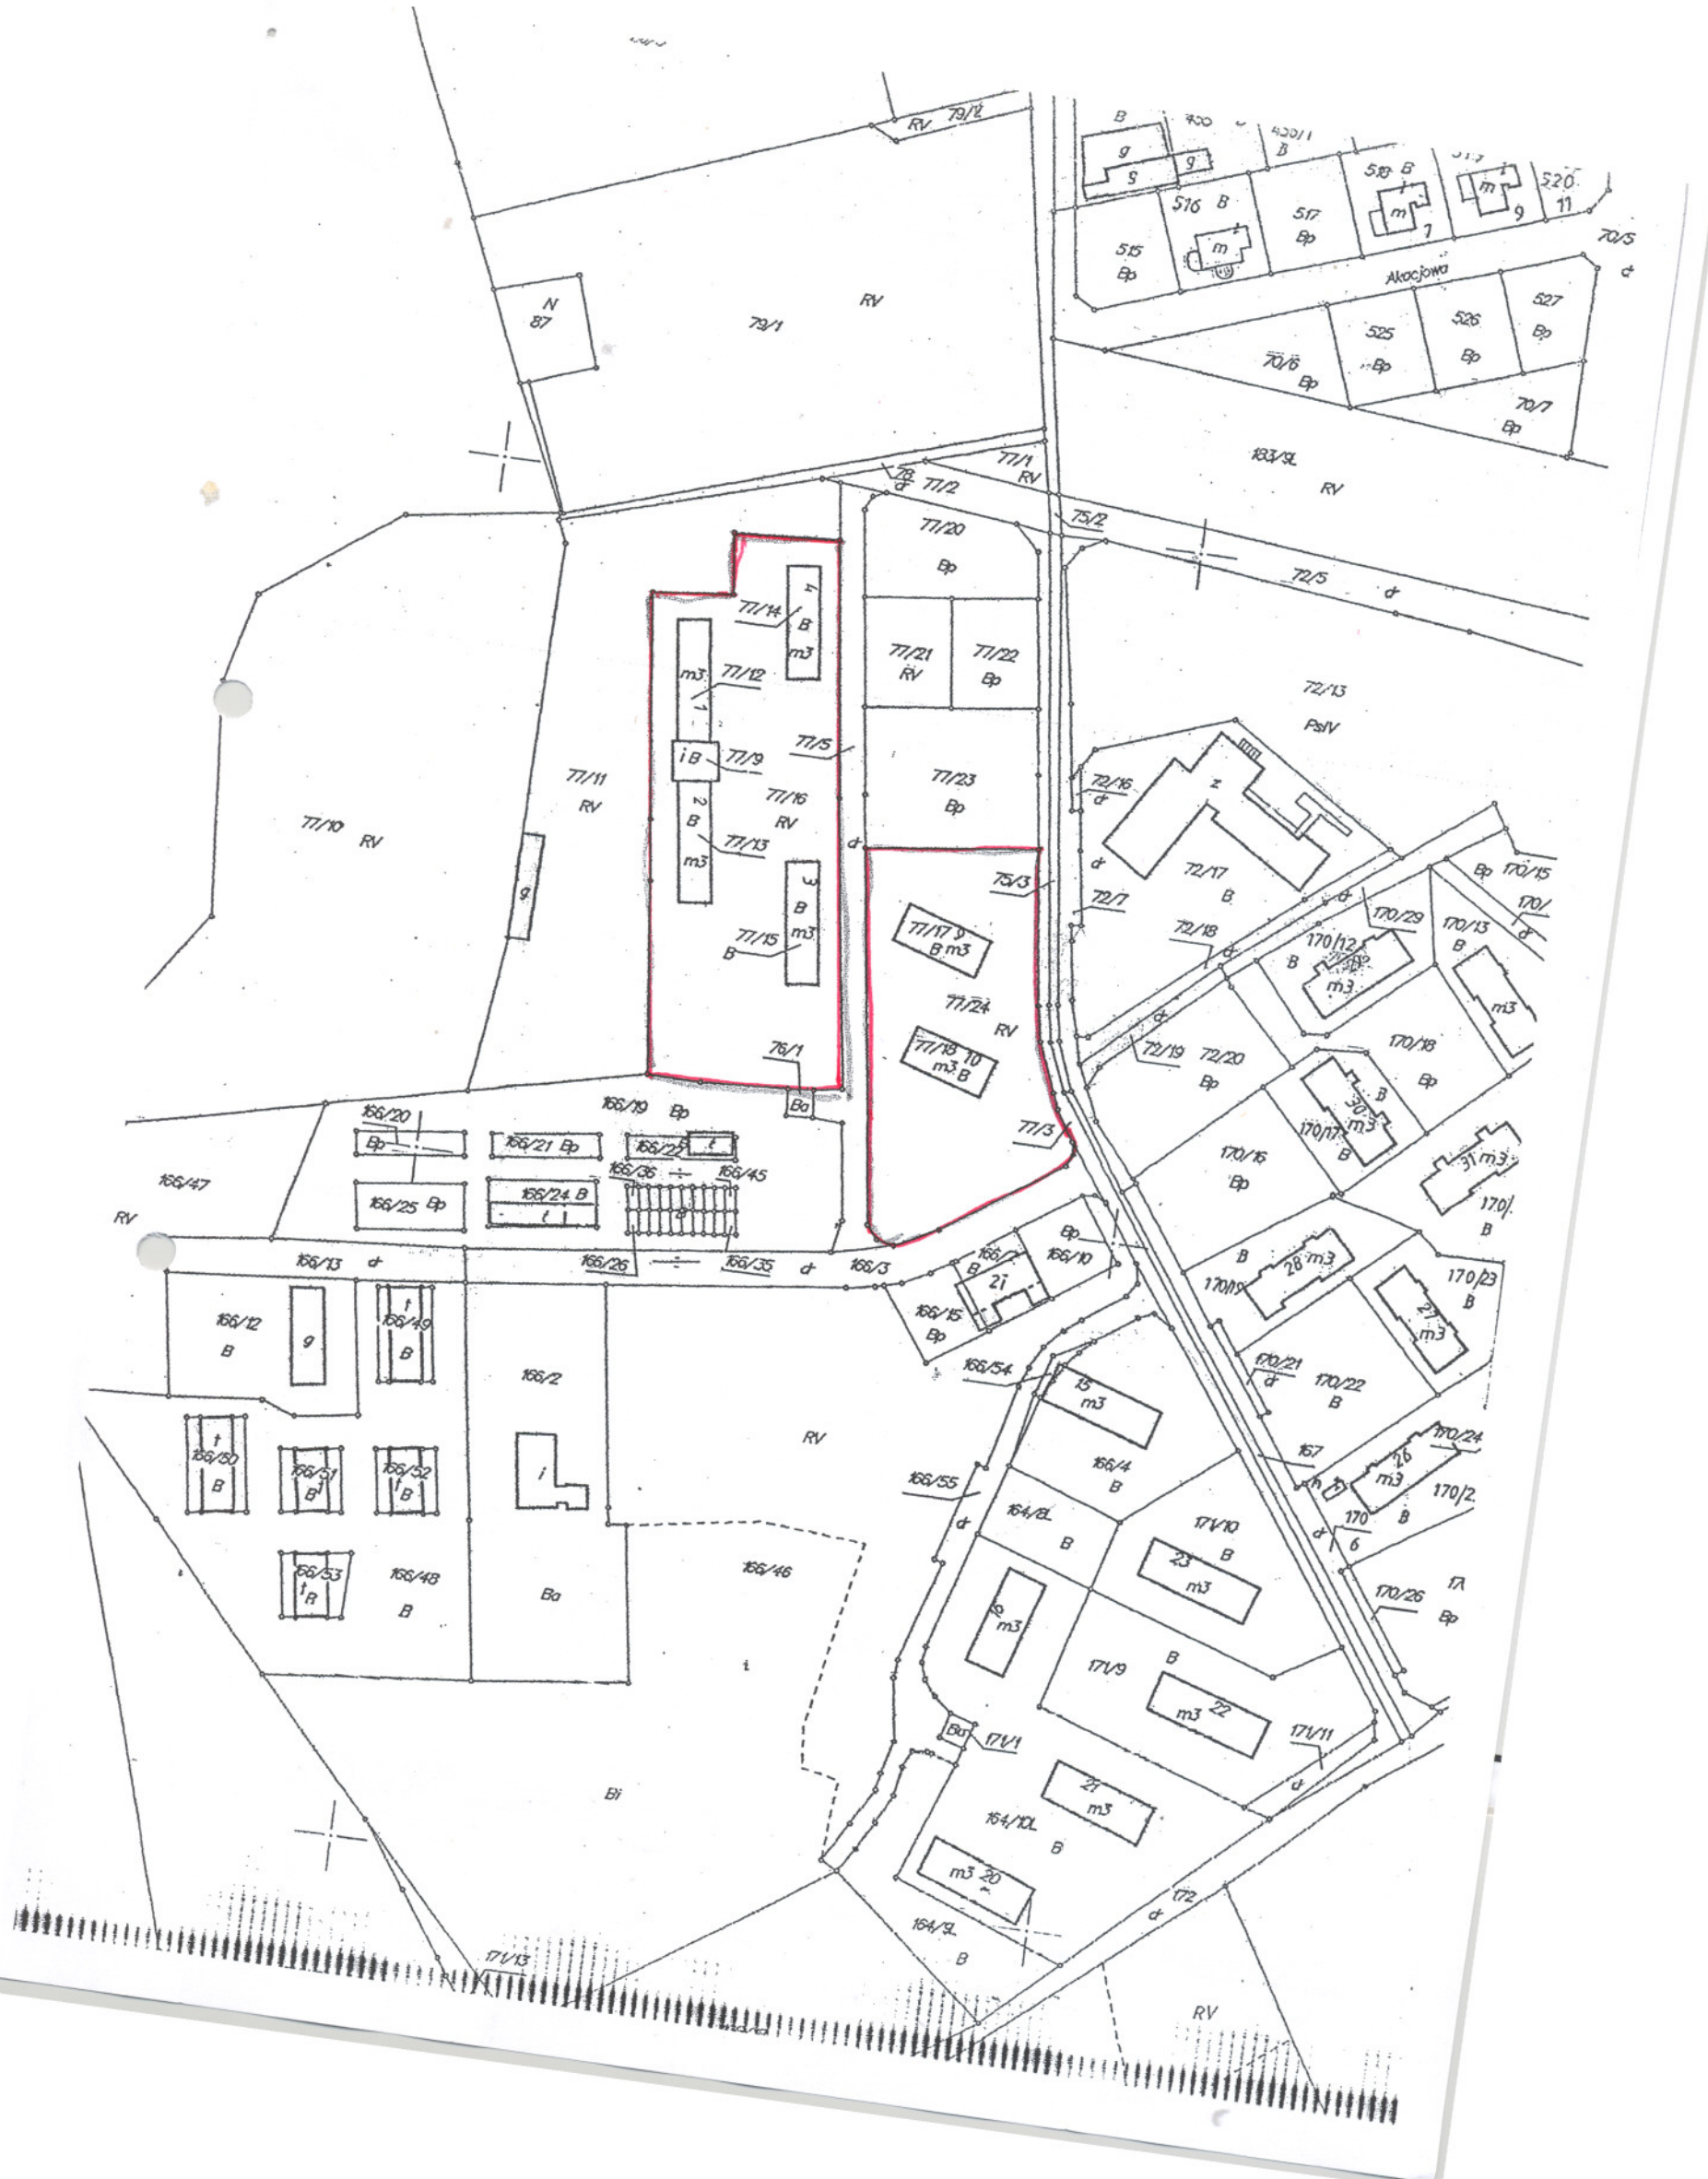 RV 79/2
B
B
g
g
g
516 B
517
Bp
518 B
m
7
m
9
520
11
515
Bp
m
70/5
d
Akacjowa
N
87
79/1
RV
525
Bp
526
Bp
527
Bp
70/6
Bp
70/7
Bp
183/9L
RV
77/1
RV
78
d
77/2
75/2
77/20
Bp
72/5
d
77/14
4
B
m3
77/21
RV
77/22
Bp
m3
77/12
1
72/13
PsIV
77/5
i B
77/9
77/11
RV
77/16
RV
77/23
Bp
72/16
d
z
77/10
RV
2
B
77/13
m3
d
g
3
B
m3
77/15
B
75/3
d
72/7
72/17
B
Bp
170/15
170/
d
170/29
170/13
B
d
72/18
d
170/12
B
m3
m3
77/17 9
B m3
77/24
RV
77/18 10
m3 B
d
72/19
72/20
Bp
170/18
Bp
76/1
Ba
166/19 Bp
166/20
Bp
166/21 Bp
166/22
t
30
B
m3
170/17
B
77/3
166/36 ÷ 166/45
166/47
RV
166/25 Bp
166/24 B
t
170/16
Bp
31 m3
170/.
B
166/13 d
166/26 ÷ 166/35 d
166/3
Bp
166/10
B
21
B
170/19
28 m3
170/23
B
27
m3
166/12
B
g
t
166/49
B
166/15
Bp
166/2
166/54
15
m3
170/21
d
170/22
B
RV
t
166/50
B
166/51
t
B
166/52
t
B
i
166/55
d
166/4
B
167
h
26
m3
170/24
170/2
B
164/8L
B
171/10
B
23
m3
d
170
6
166/53
t
B
166/48
B
Ba
166/46
m3
170/26
Bp
i
171/9
B
m3 22
171/11
Ba
171/1
d
Bi
21
m3
164/10L
B
m3 20
172
d
164/9L
B
171/13
RV